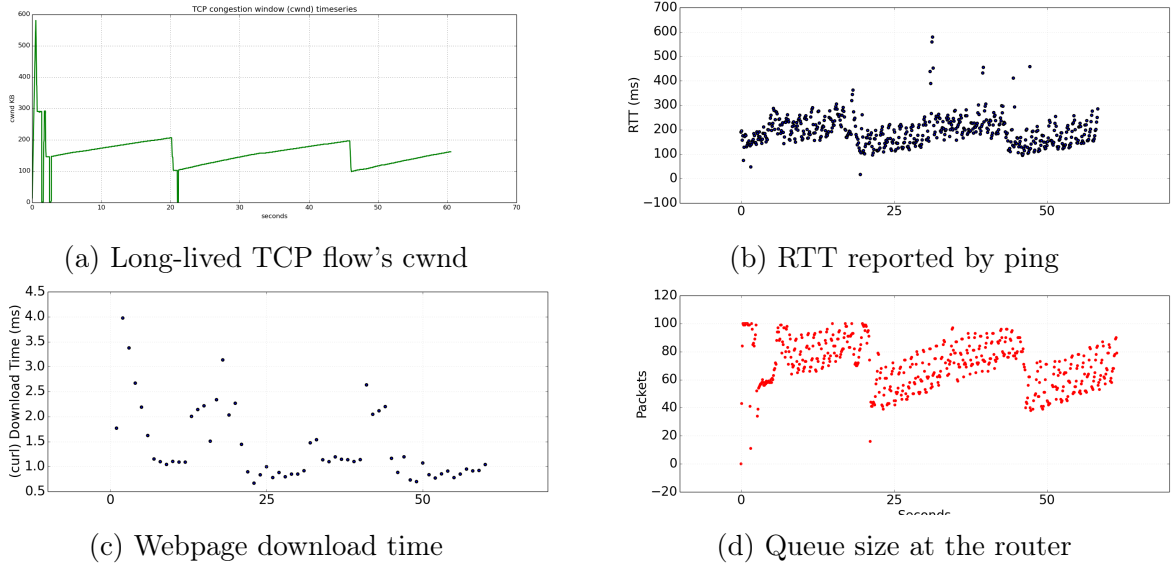 TCP congestion window (cwnd) timeseries
600
500
400
300
200
100
0
cwnd KB
0 10 20 30 40 50 60 70
seconds
(a) Long-lived TCP flow's cwnd
700
600
500
400
300
200
100
0
−100
RTT (ms)
0 25 50
(b) RTT reported by ping
4.5
4.0
3.5
3.0
2.5
2.0
1.5
1.0
0.5
(curl) Download Time (ms)
0 25 50
(c) Webpage download time
120
100
80
60
40
20
0
−20
Packets
0 25 50
Seconds
(d) Queue size at the router